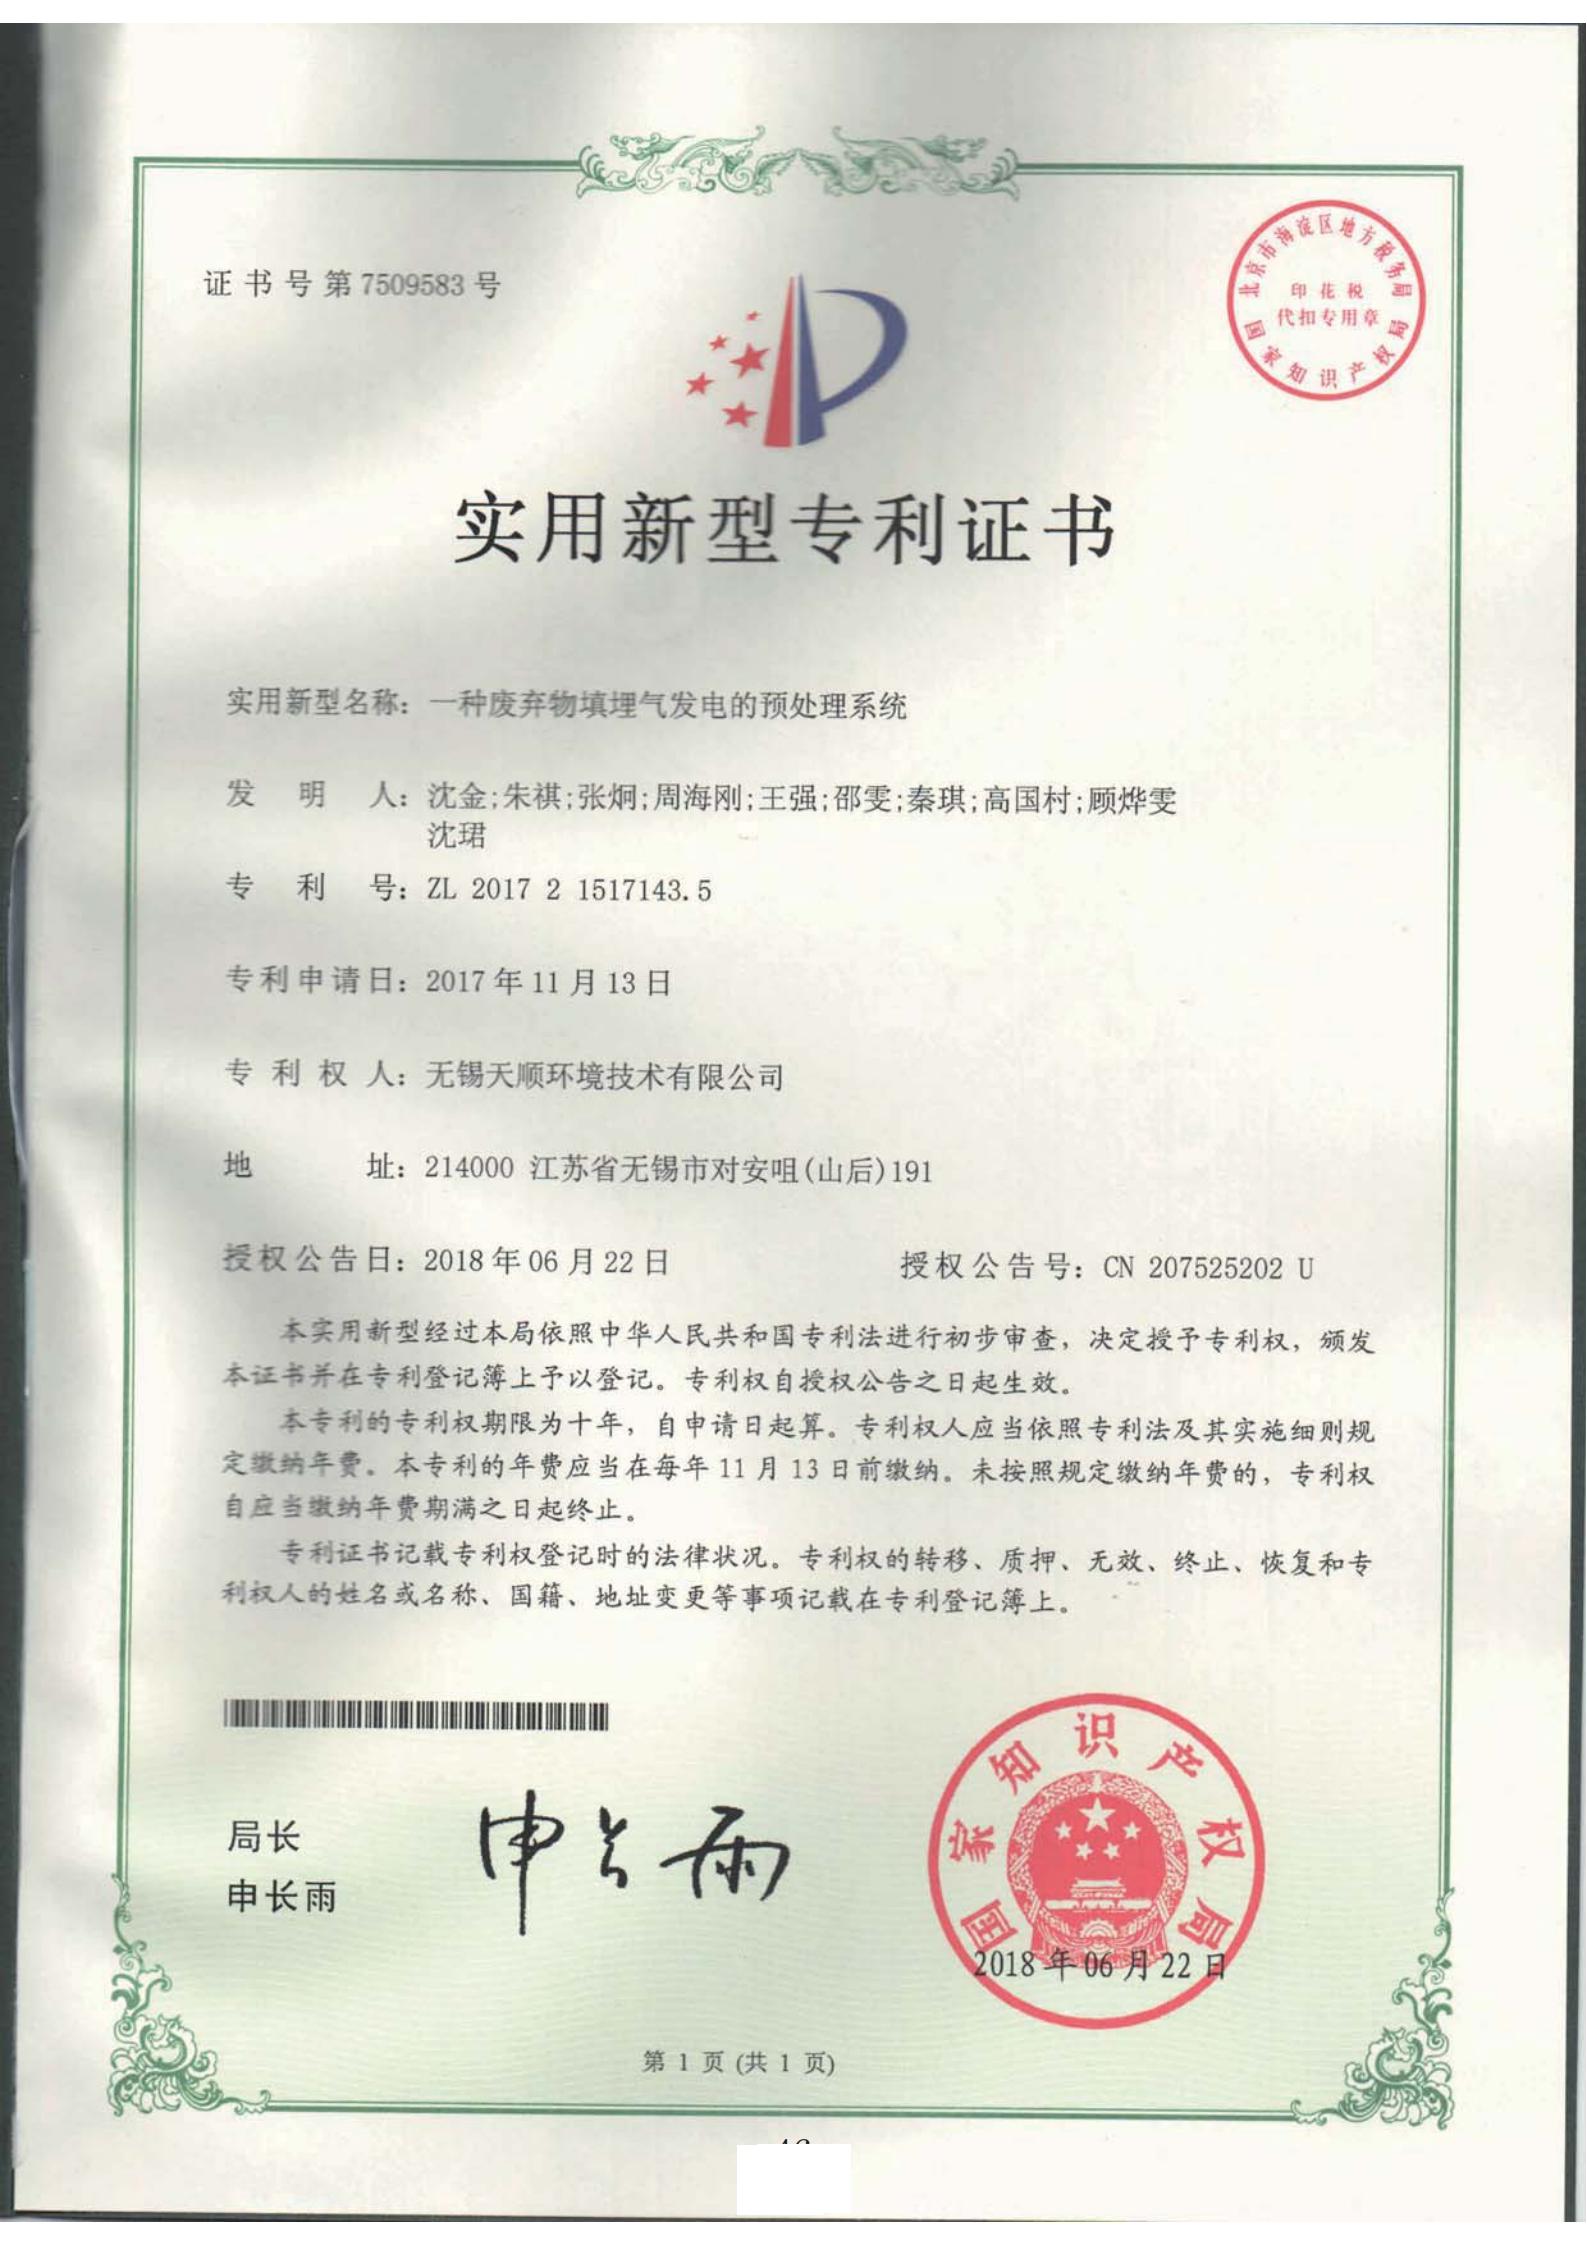 证书号第7509583号
北京市海淀区地方税务局
印花税
代扣专用章
国家知识产权局
实用新型专利证书
实用新型名称：一种废弃物填埋气发电的预处理系统
发明人：沈金;朱祺;张炯;周海刚;王强;邵雯;秦琪;高国村;顾烨雯
沈珺
专利号：ZL 2017 2 1517143.5
专利申请日：2017年11月13日
专利权人：无锡天顺环境技术有限公司
地址：214000 江苏省无锡市对安咀(山后)191
授权公告日：2018年06月22日 授权公告号：CN 207525202 U
本实用新型经过本局依照中华人民共和国专利法进行初步审查，决定授予专利权，颁发
本证书并在专利登记簿上予以登记。专利权自授权公告之日起生效。
本专利的专利权期限为十年，自申请日起算。专利权人应当依照专利法及其实施细则规
定缴纳年费。本专利的年费应当在每年11月13日前缴纳。未按照规定缴纳年费的，专利权
自应当缴纳年费期满之日起终止。
专利证书记载专利权登记时的法律状况。专利权的转移、质押、无效、终止、恢复和专
利权人的姓名或名称、国籍、地址变更等事项记载在专利登记簿上。
局长
申长雨
申长雨
国家知识产权局
2018年06月22日
第 1 页 (共 1 页)